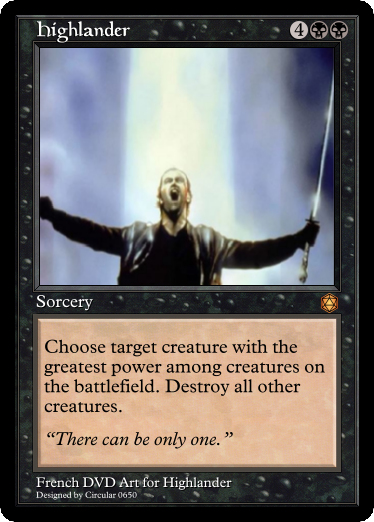 Highlander 4
Sorcery
Choose target creature with the
greatest power among creatures on
the battlefield. Destroy all other
creatures.
“There can be only one.”
French DVD Art for Highlander
Designed by Circular 0650